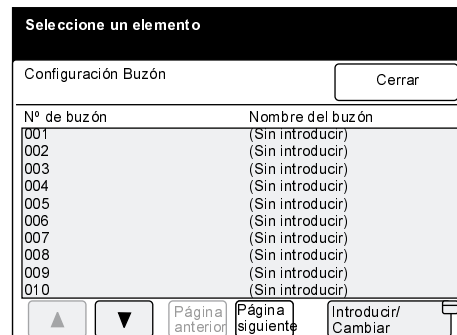 Seleccione un elemento
Configuración Buzón
Cerrar
Nº de buzón Nombre del buzón
001 (Sin introducir)
002 (Sin introducir)
003 (Sin introducir)
004 (Sin introducir)
005 (Sin introducir)
006 (Sin introducir)
007 (Sin introducir)
008 (Sin introducir)
009 (Sin introducir)
010 (Sin introducir)
Página anterior
Página siguiente
Introducir/
Cambiar